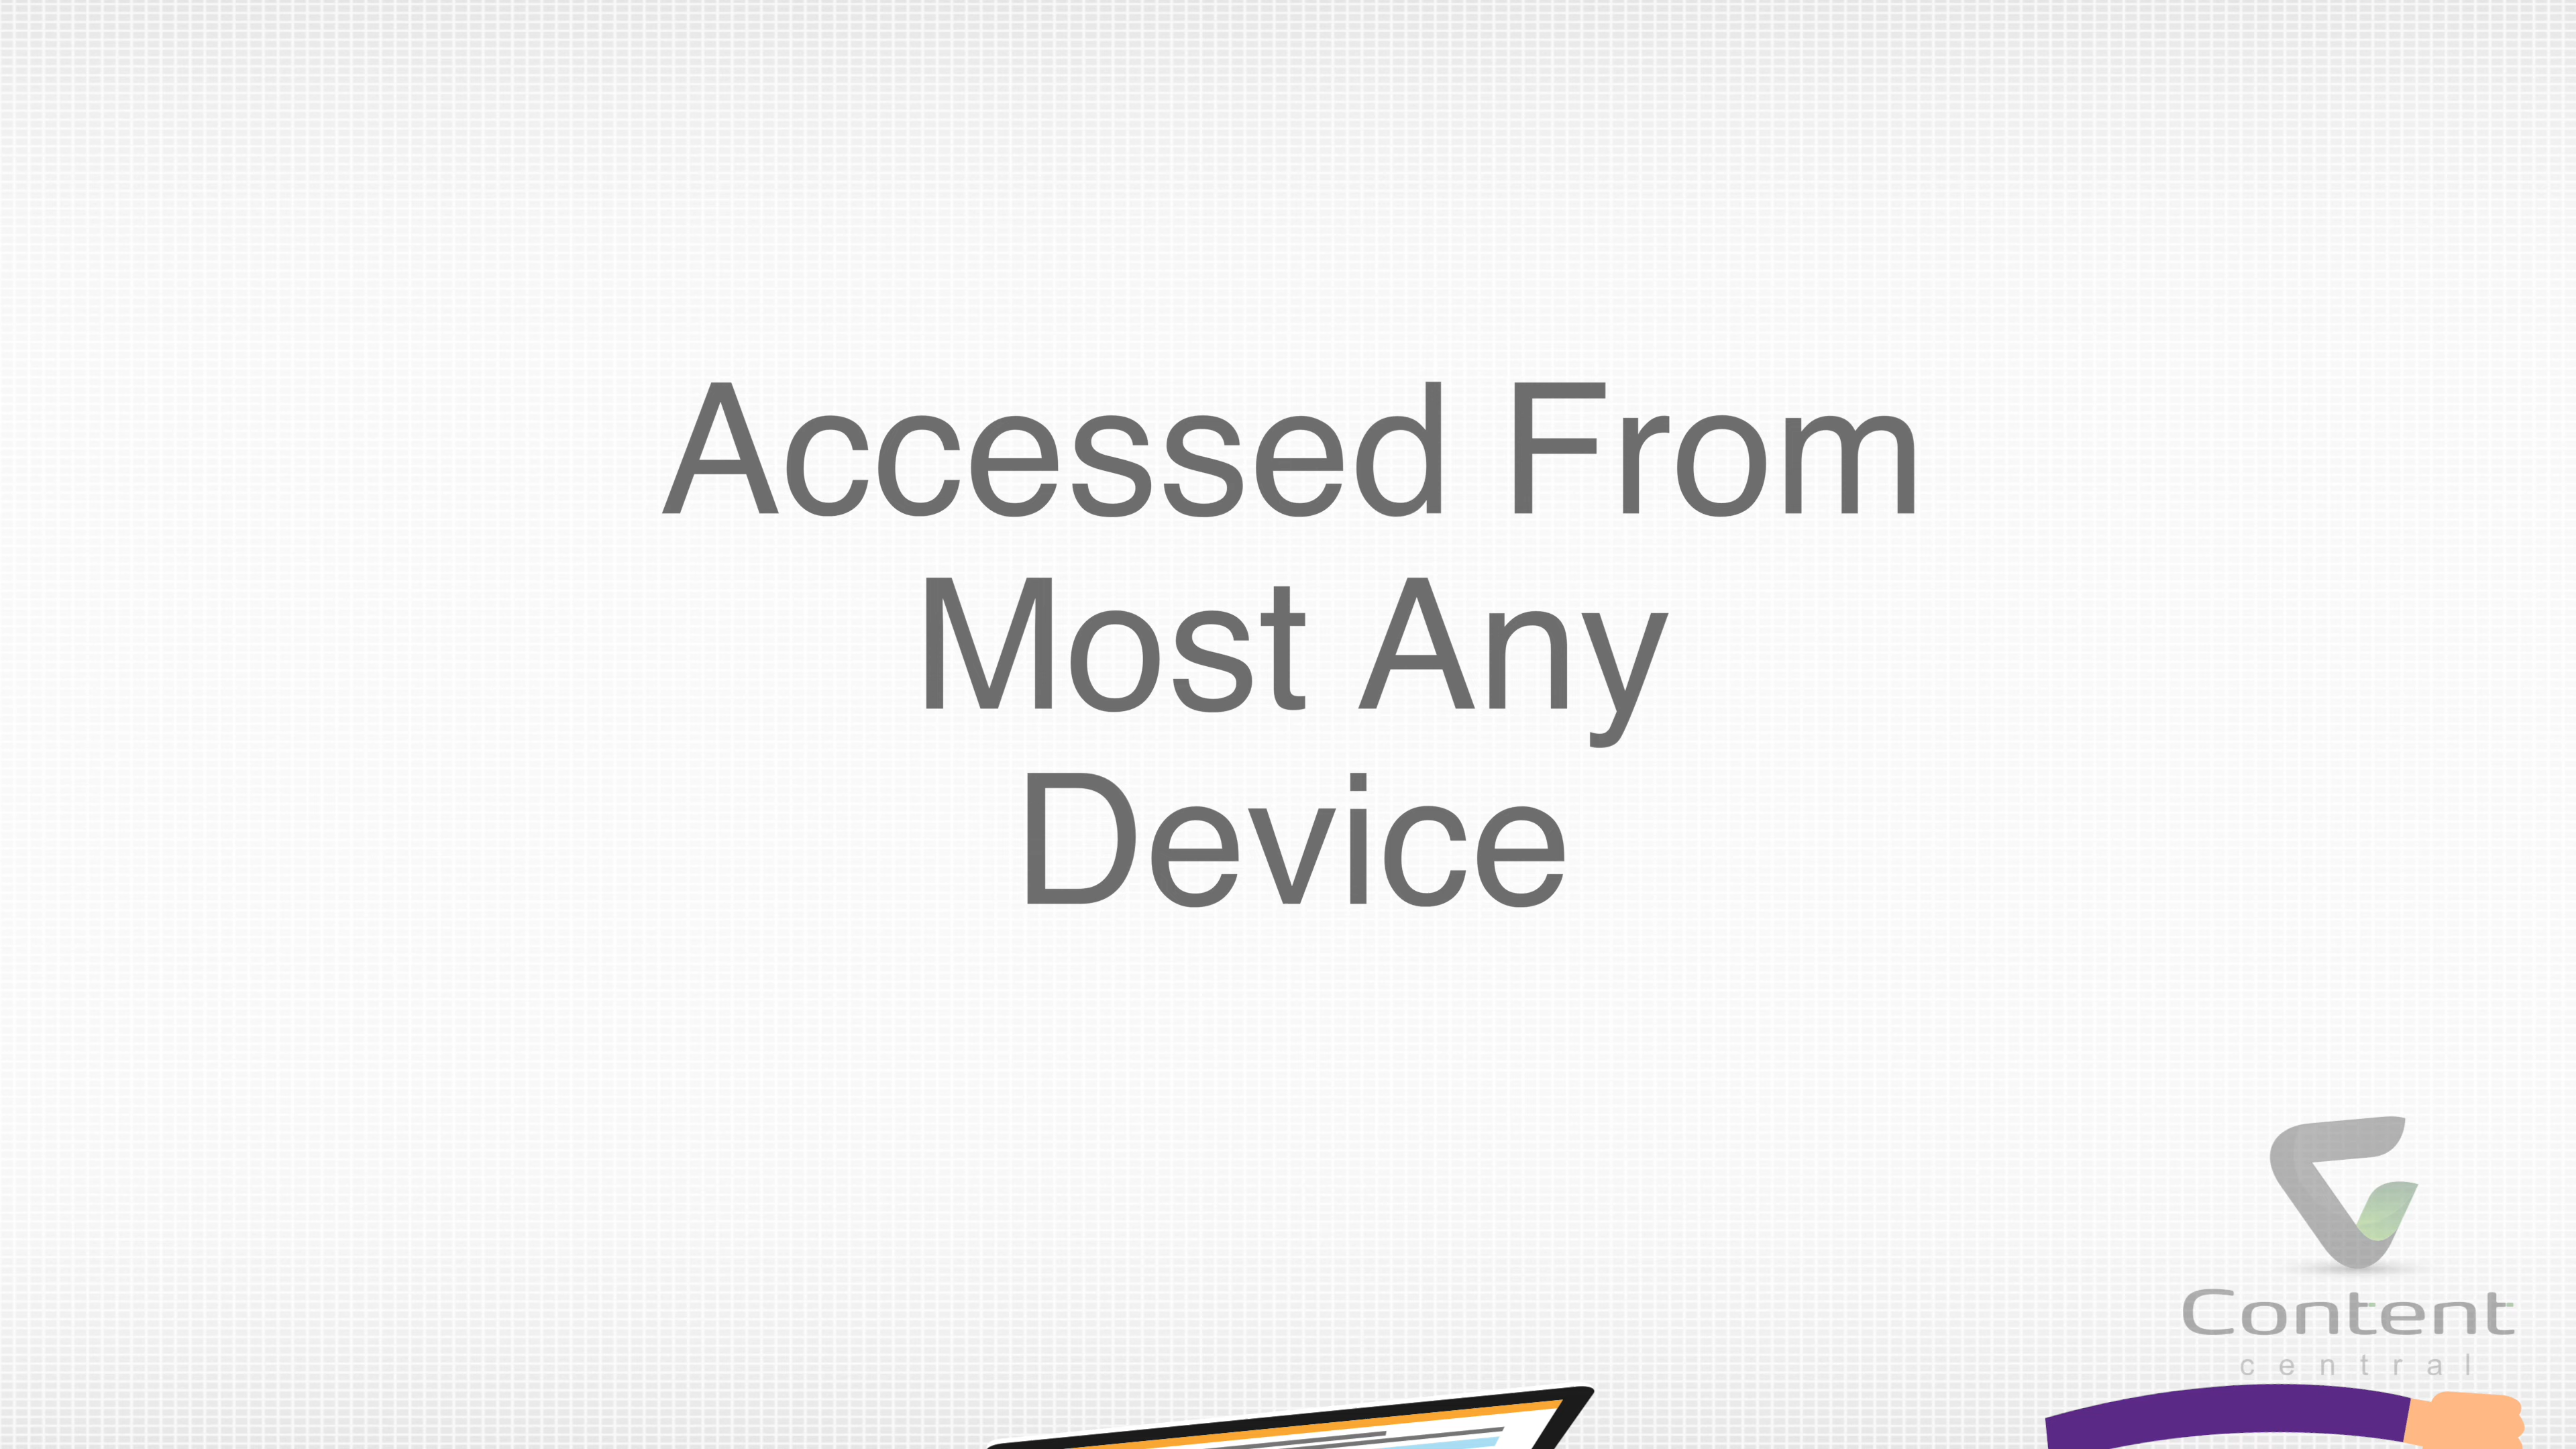 Accessed From
Most Any
Device
Content
central